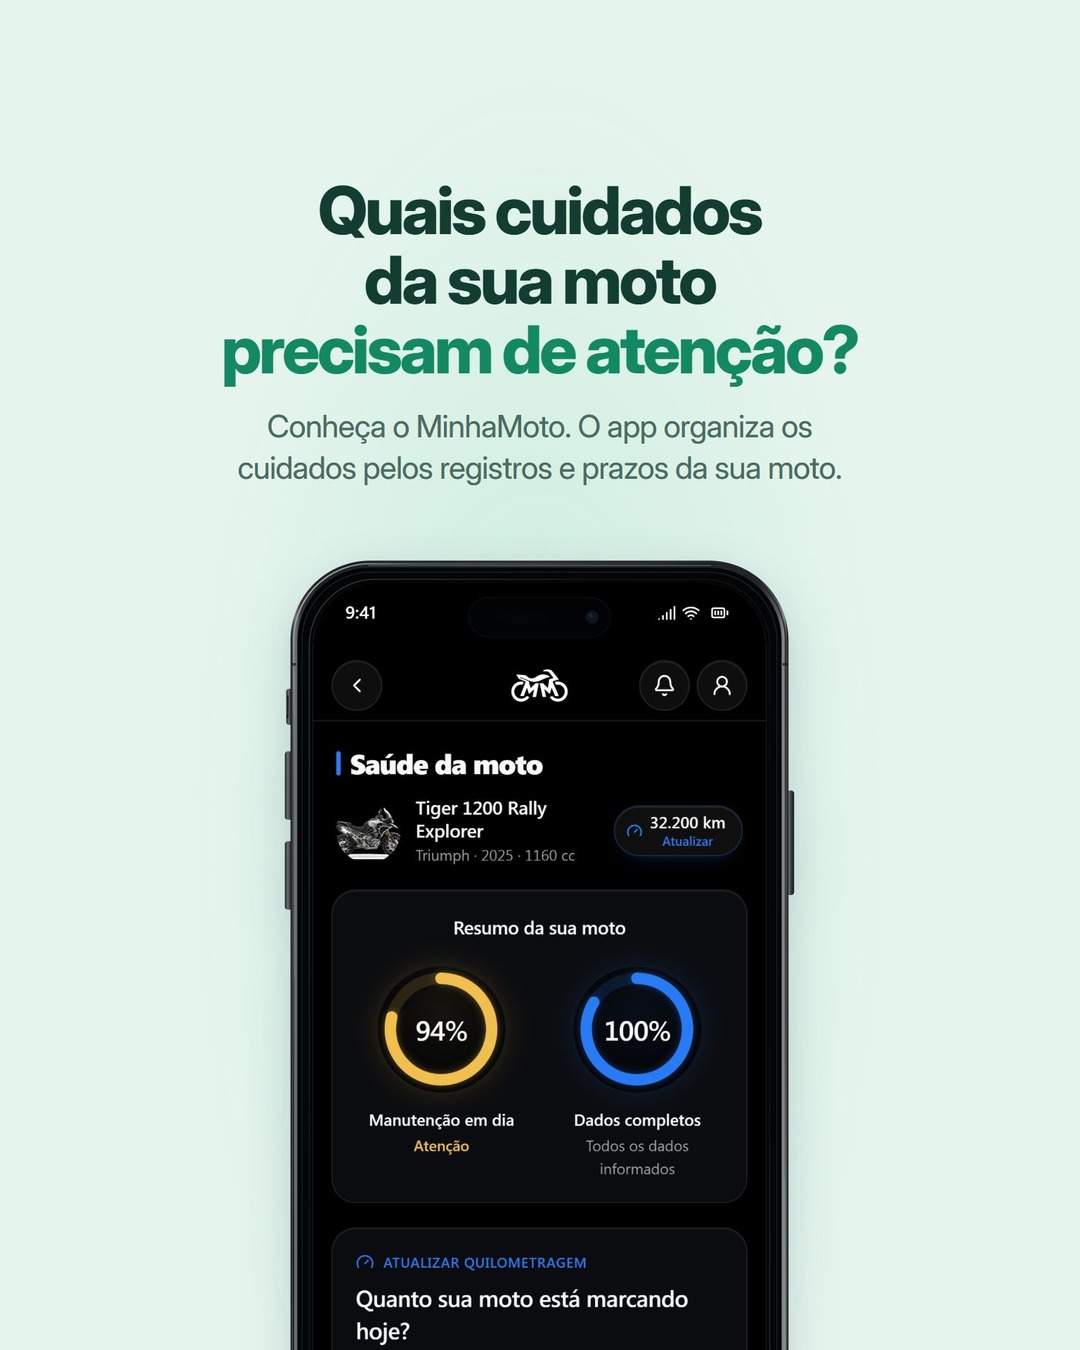 Quais cuidados
da sua moto
precisam de atenção?
Conheça o MinhaMoto. O app organiza os
cuidados pelos registros e prazos da sua moto.
9:41
MM
Saúde da moto
Tiger 1200 Rally
Explorer
Triumph · 2025 · 1160 cc
32.200 km
Atualizar
Resumo da sua moto
94%
100%
Manutenção em dia
Atenção
Dados completos
Todos os dados
informados
ATUALIZAR QUILOMETRAGEM
Quanto sua moto está marcando
hoje?